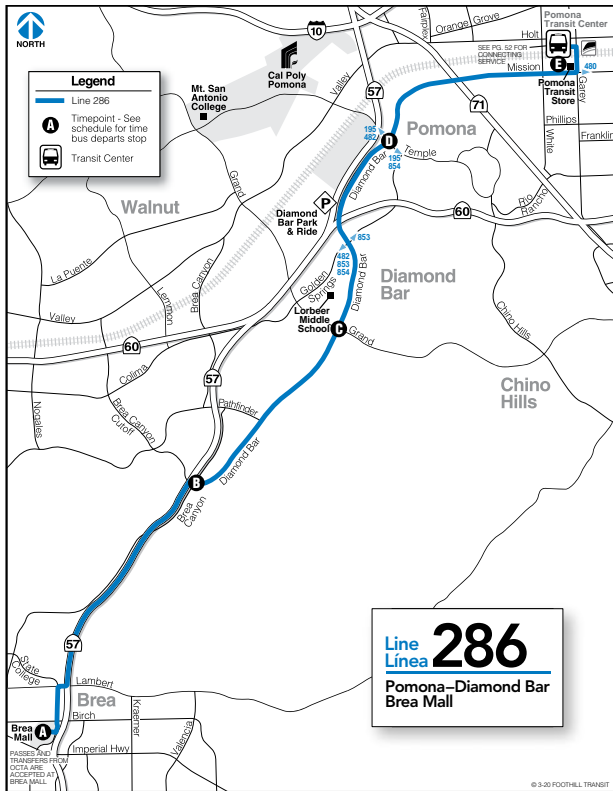 NORTH
Legend
Line 286
A
Timepoint - See
schedule for time
bus departs stop
Transit Center
10
Cal Poly
Pomona
Mt. San
Antonio
College
Valley
57
Fairplex
Orange Grove
Pomona
Transit Center
Holt
SEE PG. 52 FOR
CONNECTING
SERVICE
E
Mission
480
Pomona
Transit
Store
Garey
71
Phillips
White
Franklin
195
482
D
Pomona
Temple
195
854
Diamond Bar
Grand
Walnut
P
Diamond
Bar Park
& Ride
Rio
Rancho
60
853
482
853
854
Diamond Bar
Diamond
Bar
La Puente
Lemmon
Brea Canyon
Golden
Springs
Lorbeer
Middle
School
C
Grand
Chino Hills
Valley
60
Colima
57
Chino
Hills
Nogales
Brea Canyon
Cutoff
Pathfinder
Diamond Bar
B
Brea
Canyon
57
State
College
Lambert
Brea
Birch
Brea
Mall
A
Kraemer
Valencia
Imperial Hwy
PASSES AND
TRANSFERS FROM
OCTA ARE
ACCEPTED AT
BREA MALL
Line
Línea
286
Pomona–Diamond Bar
Brea Mall
© 3-20 FOOTHILL TRANSIT